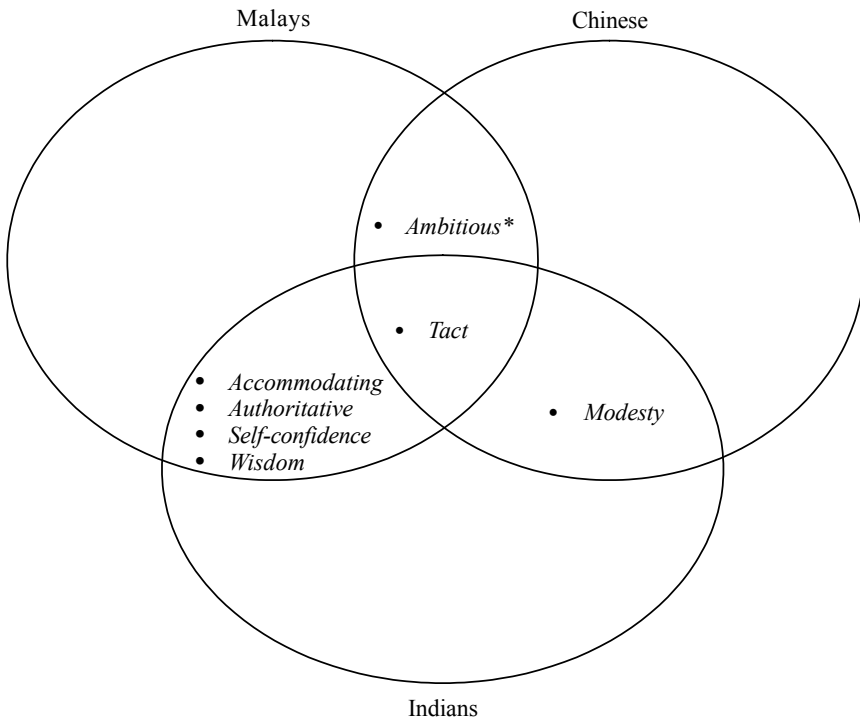 Malays
Chinese
• Ambitious*
• Tact
• Accommodating
• Authoritative
• Self-confidence
• Wisdom
• Modesty
Indians